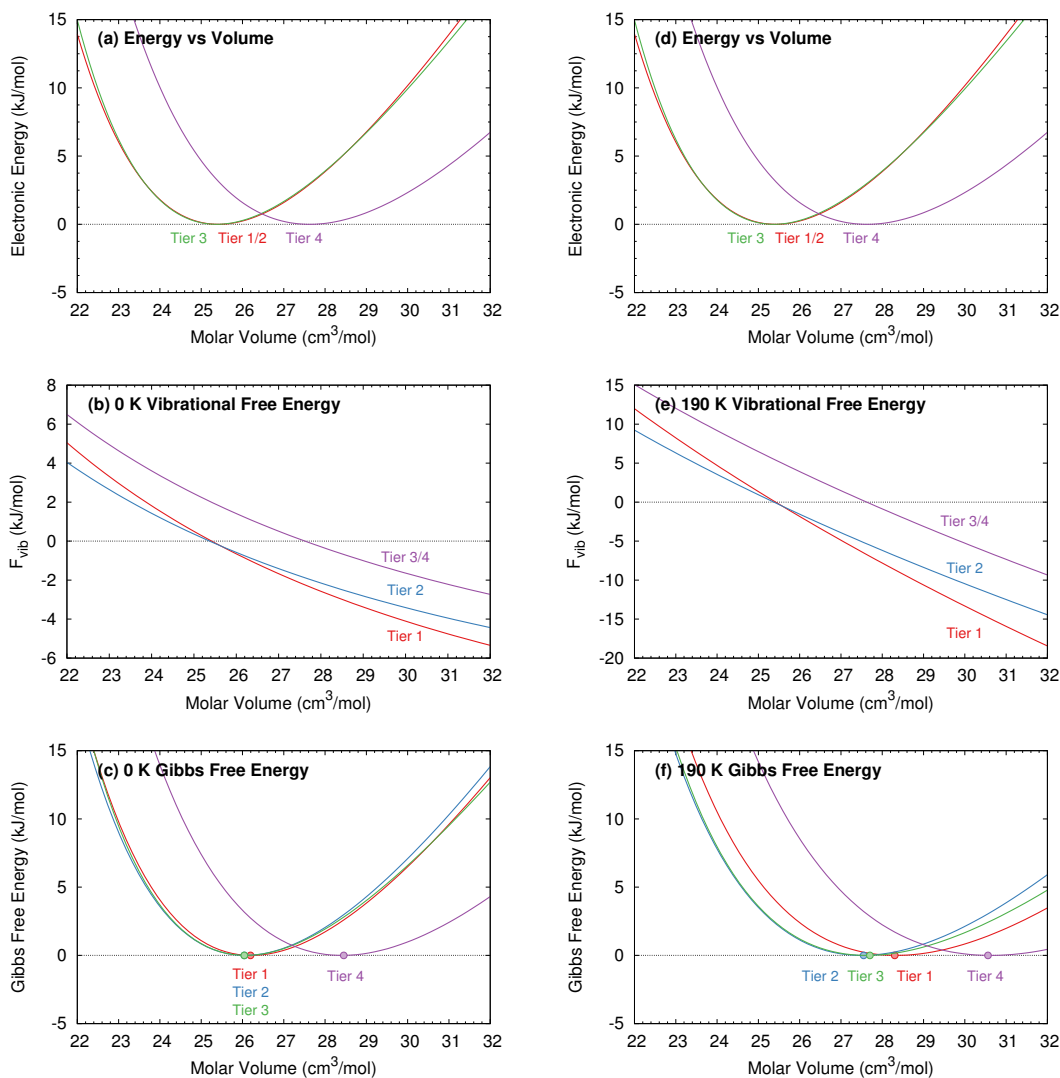 (a) Energy vs Volume
Electronic Energy (kJ/mol)
15
10
5
0
-5
Tier 3 Tier 1/2 Tier 4
22 23 24 25 26 27 28 29 30 31 32
Molar Volume (cm³/mol)
(d) Energy vs Volume
Electronic Energy (kJ/mol)
15
10
5
0
-5
Tier 3 Tier 1/2 Tier 4
22 23 24 25 26 27 28 29 30 31 32
Molar Volume (cm³/mol)
(b) 0 K Vibrational Free Energy
Fvib (kJ/mol)
8
6
4
2
0
-2
-4
-6
Tier 3/4
Tier 2
Tier 1
22 23 24 25 26 27 28 29 30 31 32
Molar Volume (cm³/mol)
(e) 190 K Vibrational Free Energy
Fvib (kJ/mol)
15
10
5
0
-5
-10
-15
-20
Tier 3/4
Tier 2
Tier 1
22 23 24 25 26 27 28 29 30 31 32
Molar Volume (cm³/mol)
(c) 0 K Gibbs Free Energy
Gibbs Free Energy (kJ/mol)
15
10
5
0
-5
Tier 1 Tier 4
Tier 2
Tier 3
22 23 24 25 26 27 28 29 30 31 32
Molar Volume (cm³/mol)
(f) 190 K Gibbs Free Energy
Gibbs Free Energy (kJ/mol)
15
10
5
0
-5
Tier 2 Tier 3 Tier 1 Tier 4
22 23 24 25 26 27 28 29 30 31 32
Molar Volume (cm³/mol)